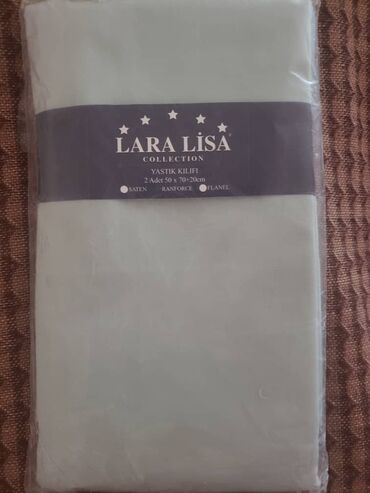 LARA LİSA
COLLECTION
YASTIK KILIFI
2 Adet 50 x 70+20cm
SATEN RANFORCE FLANEL